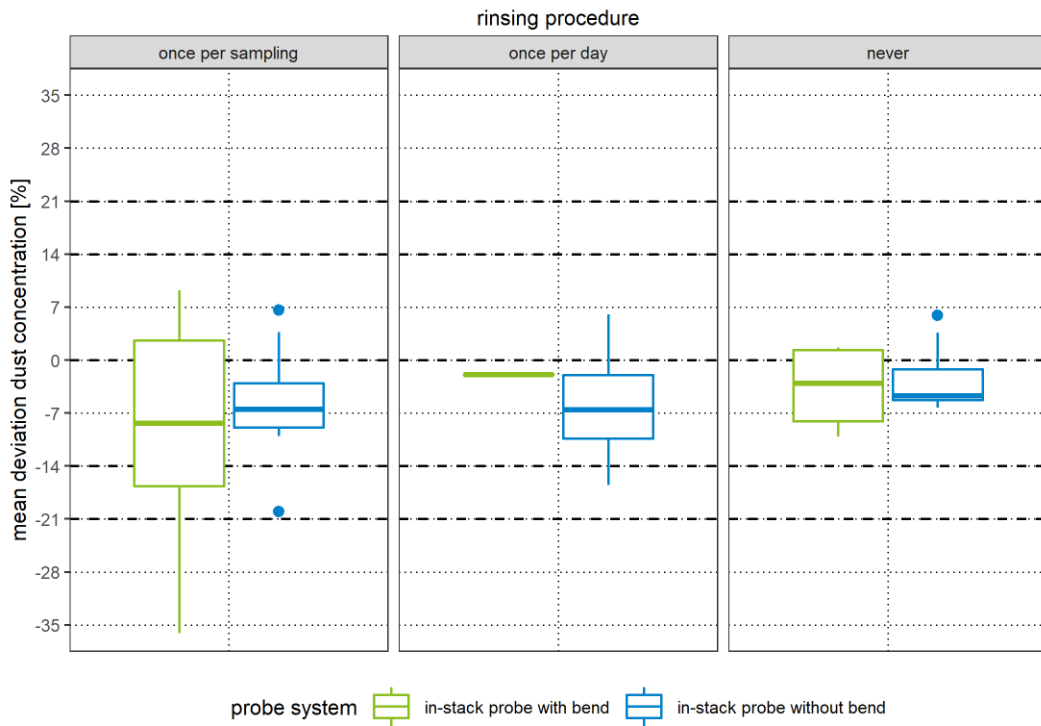 rinsing procedure
once per sampling
once per day
never
mean deviation dust concentration [%]
35
28
21
14
7
0
-7
-14
-21
-28
-35
probe system
in-stack probe with bend
in-stack probe without bend